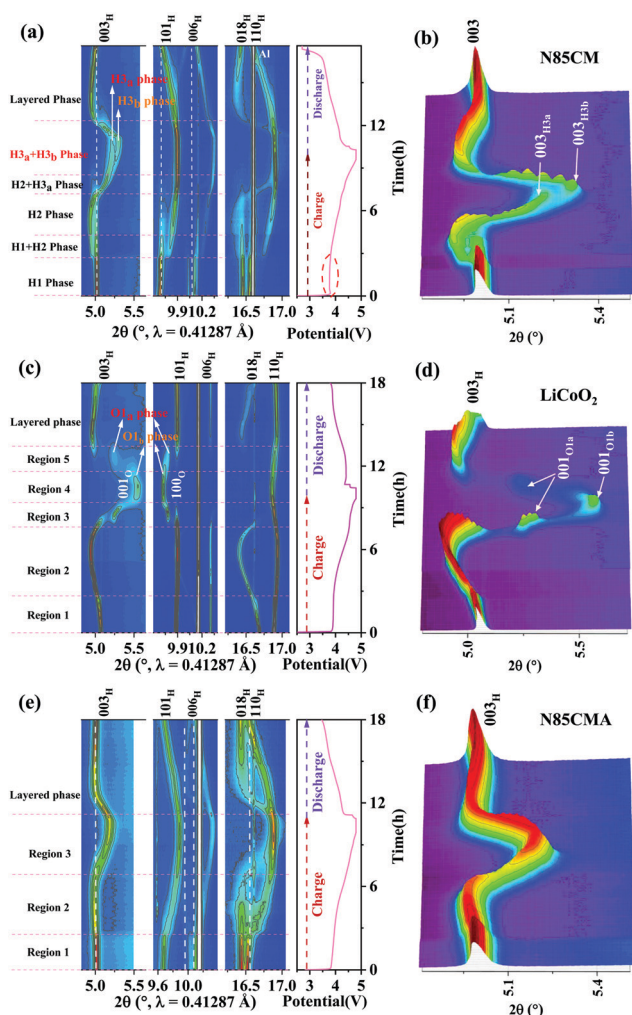 (a)
003H
101H
006H
018H
110H
Al
H3a phase
H3b phase
Layered Phase
H3a+H3b Phase
H2+H3a Phase
H2 Phase
H1+H2 Phase
H1 Phase
Discharge
Charge
12
6
0
Time(h)
5.0 5.5 9.9 10.2 16.5 17.0 3 4 5
2θ (°, λ = 0.41287 Å) Potential(V)
(b)
003
N85CM
003H3a
003H3b
5.1 5.4
2θ (°)
(c)
003H
101H
006H
018H
110H
O1a phase
O1b phase
001O
100O
Layered phase
Region 5
Region 4
Region 3
Region 2
Region 1
Discharge
Charge
18
12
6
0
Time(h)
5.0 5.5 9.9 10.2 16.5 17.0 3 4 5
2θ (°, λ = 0.41287 Å) Potential(V)
(d)
003H
LiCoO2
001O1a
001O1b
5.0 5.5
2θ (°)
(e)
003H
101H
006H
018H
110H
Layered phase
Region 3
Region 2
Region 1
Discharge
Charge
18
12
6
0
Time(h)
5.0 5.5 9.6 10.0 16.5 17.0 3 4 5
2θ (°, λ = 0.41287 Å) Potential(V)
(f)
003H
N85CMA
5.1 5.4
2θ (°)